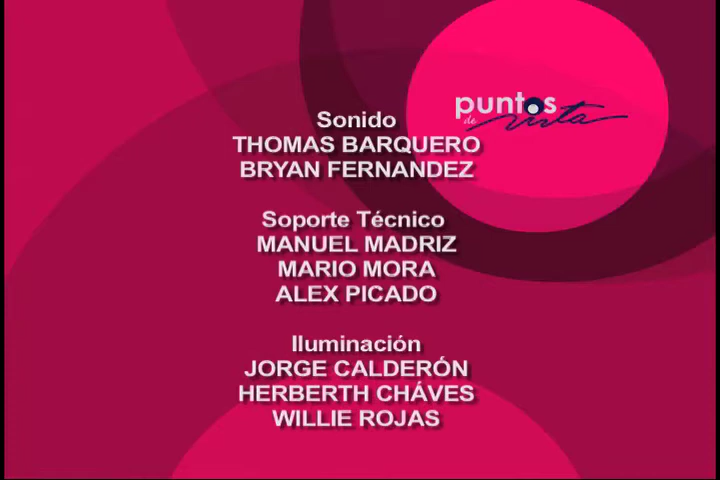 puntos
de vista
Sonido
THOMAS BARQUERO
BRYAN FERNANDEZ
Soporte Técnico
MANUEL MADRIZ
MARIO MORA
ALEX PICADO
Iluminación
JORGE CALDERÓN
HERBERTH CHÁVES
WILLIE ROJAS